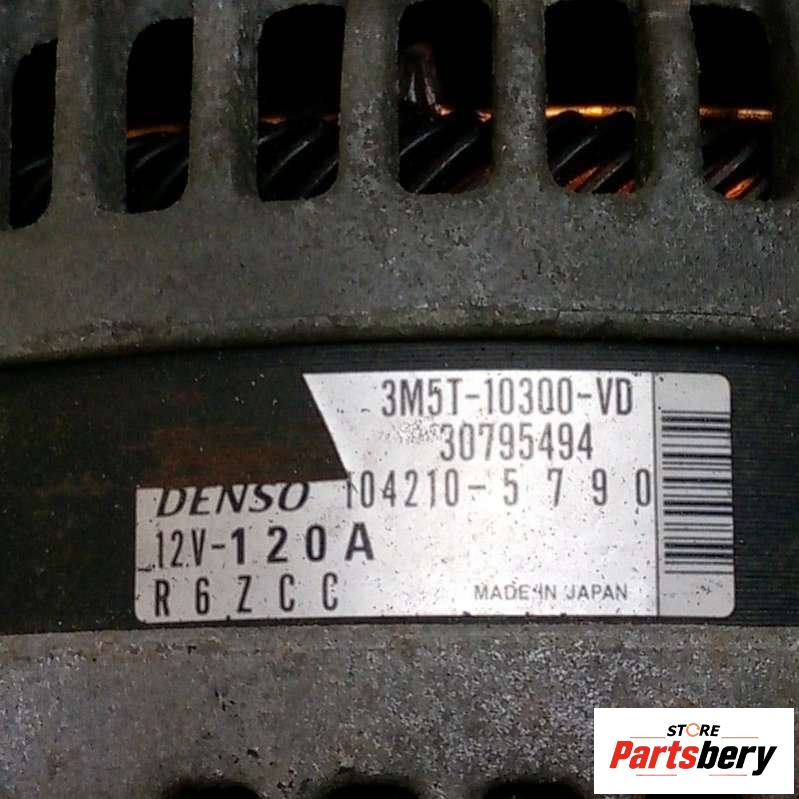 3M5T-10300-VD
30795494
DENSO 104210-5790
12V-120A
R6ZCC MADE IN JAPAN
STORE
Partsbery